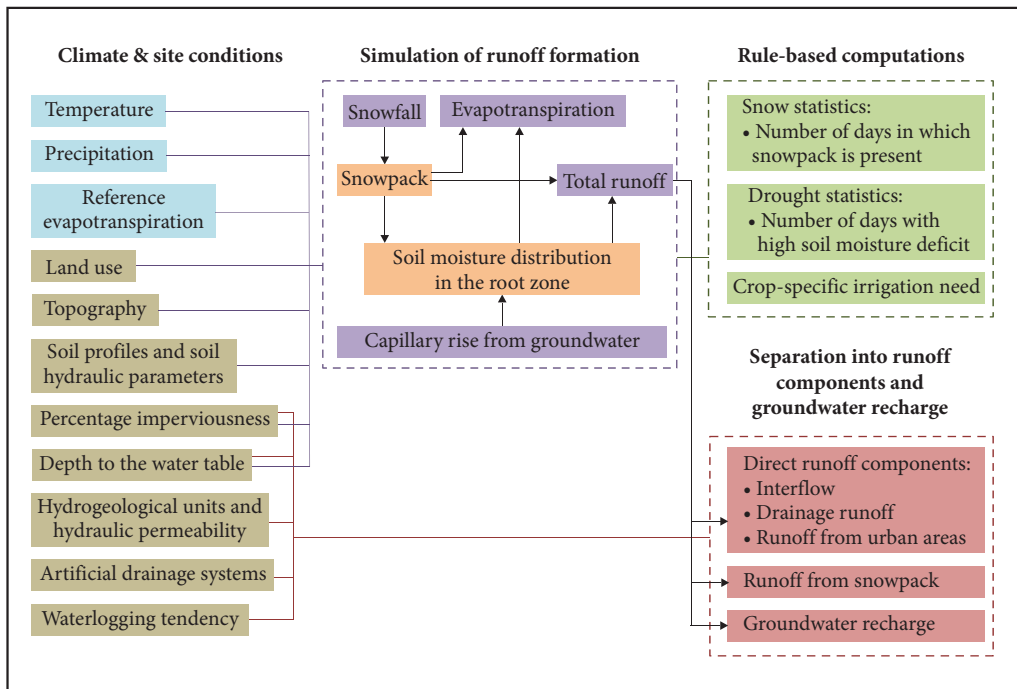 Climate & site conditions
Temperature
Precipitation
Reference
evapotranspiration
Land use
Topography
Soil profiles and soil
hydraulic parameters
Percentage imperviousness
Depth to the water table
Hydrogeological units and
hydraulic permeability
Artificial drainage systems
Waterlogging tendency
Simulation of runoff formation
Snowfall
Evapotranspiration
Snowpack
Total runoff
Soil moisture distribution
in the root zone
Capillary rise from groundwater
Rule-based computations
Snow statistics:
• Number of days in which
snowpack is present
Drought statistics:
• Number of days with
high soil moisture deficit
Crop-specific irrigation need
Separation into runoff
components and
groundwater recharge
Direct runoff components:
• Interflow
• Drainage runoff
• Runoff from urban areas
Runoff from snowpack
Groundwater recharge